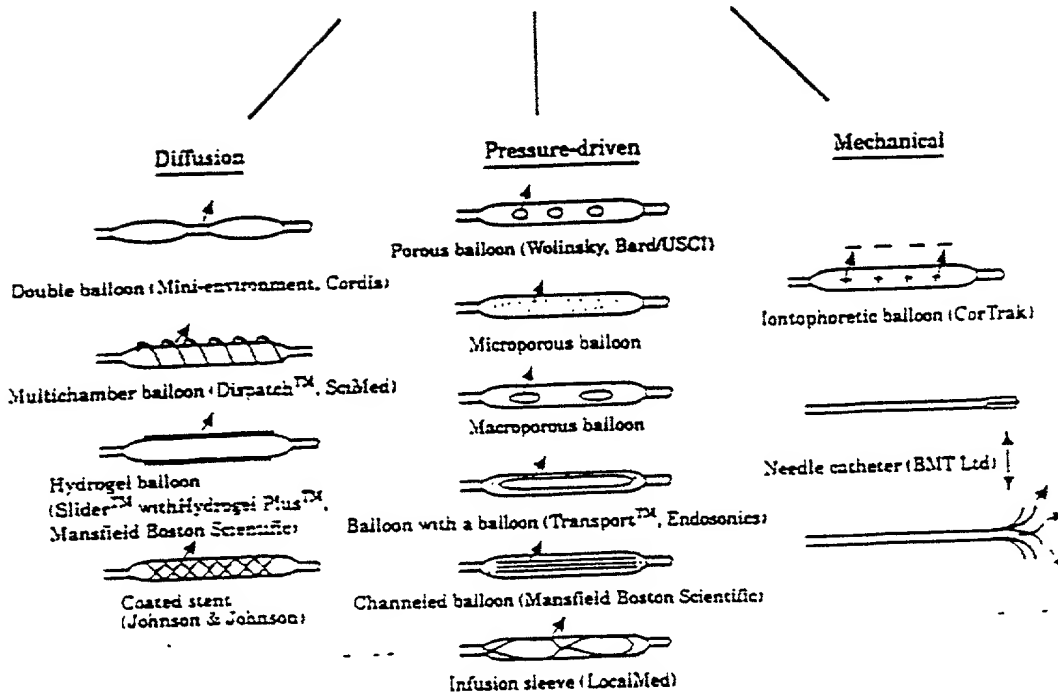 Diffusion
Double balloon (Mini-environment, Cordis)
Multichamber balloon (Dispatch™, SciMed)
Hydrogel balloon
(Slider™ withHydrogel Plus™,
Mansfield Boston Scientific)
Coated stent
(Johnson & Johnson)
Pressure-driven
Porous balloon (Wolinsky, Bard/USCI)
Microporous balloon
Macroporous balloon
Balloon with a balloon (Transport™, Endosonics)
Channeled balloon (Mansfield Boston Scientific)
Infusion sleeve (LocalMed)
Mechanical
Iontophoretic balloon (CorTrak)
Needle catheter (BMT Ltd)